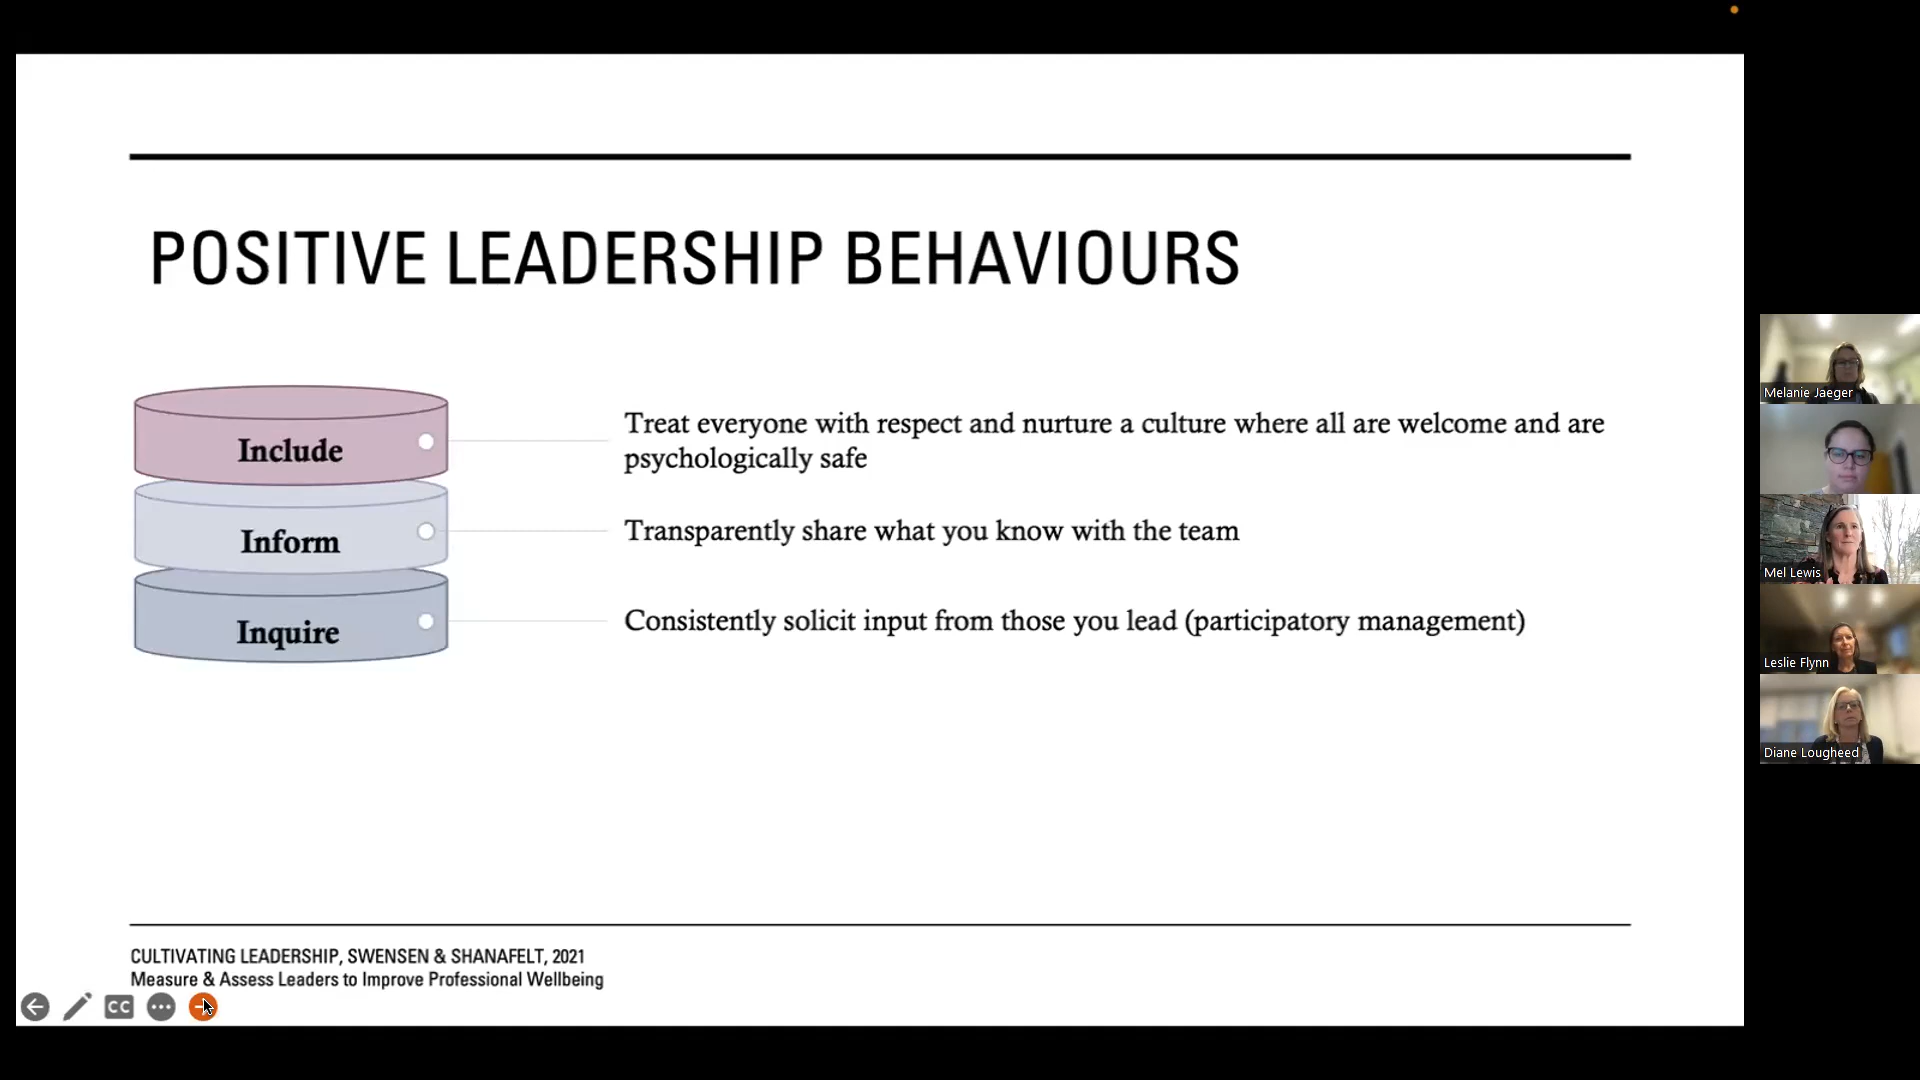 POSITIVE LEADERSHIP BEHAVIOURS
Include
Treat everyone with respect and nurture a culture where all are welcome and are
psychologically safe
Inform
Transparently share what you know with the team
Inquire
Consistently solicit input from those you lead (participatory management)
CULTIVATING LEADERSHIP, SWENSEN & SHANAFELT, 2021
Measure & Assess Leaders to Improve Professional Wellbeing
CC
Melanie Jaeger
Mel Lewis
Leslie Flynn
Diane Lougheed